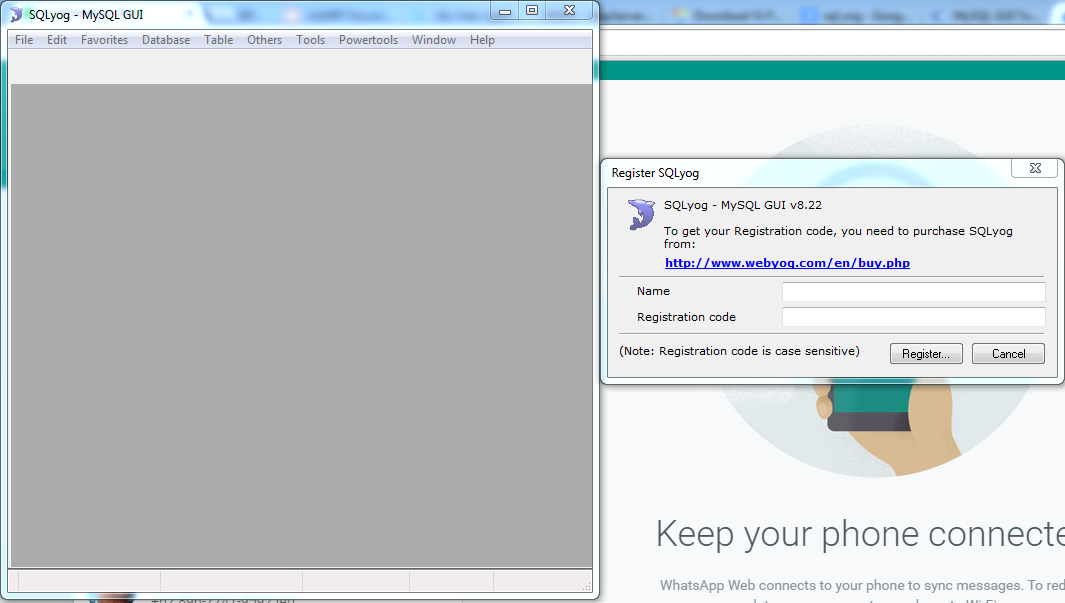 SQLyog - MySQL GUI
File Edit Favorites Database Table Others Tools Powertools Window Help
Register SQLyog
SQLyog - MySQL GUI v8.22
To get your Registration code, you need to purchase SQLyog
from:
http://www.webyog.com/en/buy.php
Name
Registration code
(Note: Registration code is case sensitive) Register... Cancel
Keep your phone
WhatsApp Web connects to your phone to sync messages. To